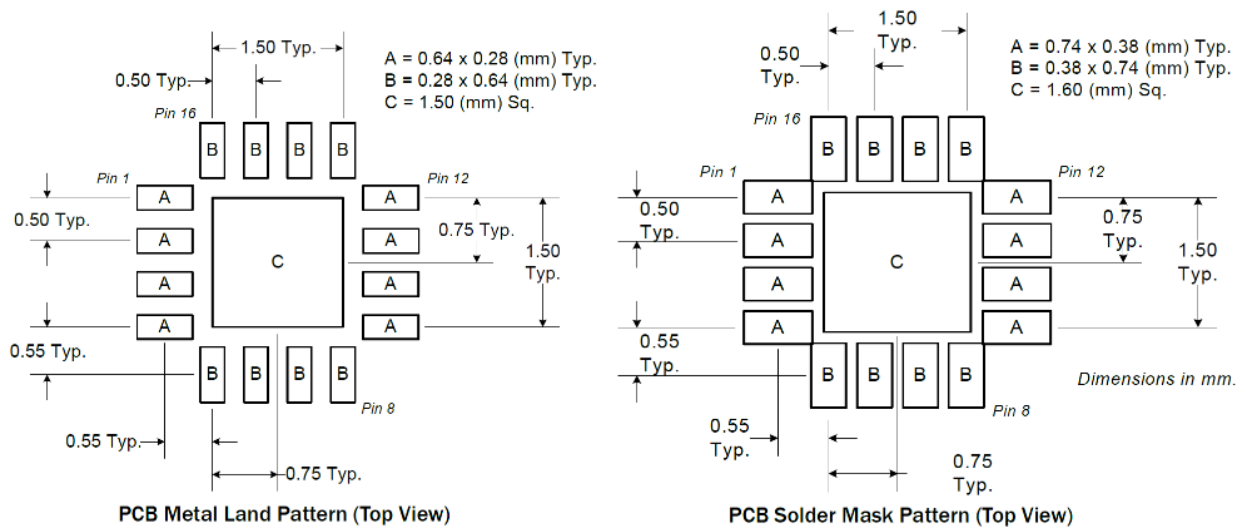 1.50 Typ.
0.50 Typ.
A = 0.64 x 0.28 (mm) Typ.
B = 0.28 x 0.64 (mm) Typ.
C = 1.50 (mm) Sq.
Pin 16
B B B B
Pin 1
Pin 12
A A
0.50 Typ.
0.75 Typ.
A A
C
1.50
Typ.
A A
A A
0.55 Typ.
B B B B
Pin 8
0.55 Typ.
0.75 Typ.
PCB Metal Land Pattern (Top View)
1.50
Typ.
0.50
Typ.
A = 0.74 x 0.38 (mm) Typ.
B = 0.38 x 0.74 (mm) Typ.
C = 1.60 (mm) Sq.
Pin 16
B B B B
Pin 1
Pin 12
A A
0.50
Typ.
0.75
Typ.
A A
C
1.50
Typ.
A A
A A
0.55
Typ.
B B B B
Dimensions in mm.
Pin 8
0.55
Typ.
0.75
Typ.
PCB Solder Mask Pattern (Top View)